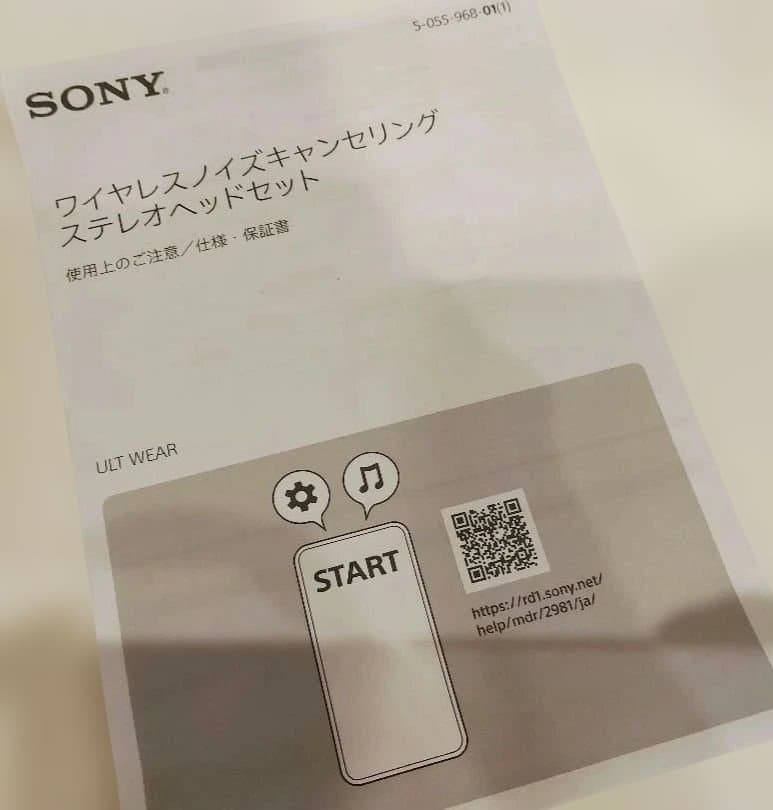 5-055-968-01(1)
SONY®
ワイヤレスノイズキャンセリング
ステレオヘッドセット
使用上のご注意／仕様・保証書
ULT WEAR
START
https://rd1.sony.net/
help/mdr/2981/ja/